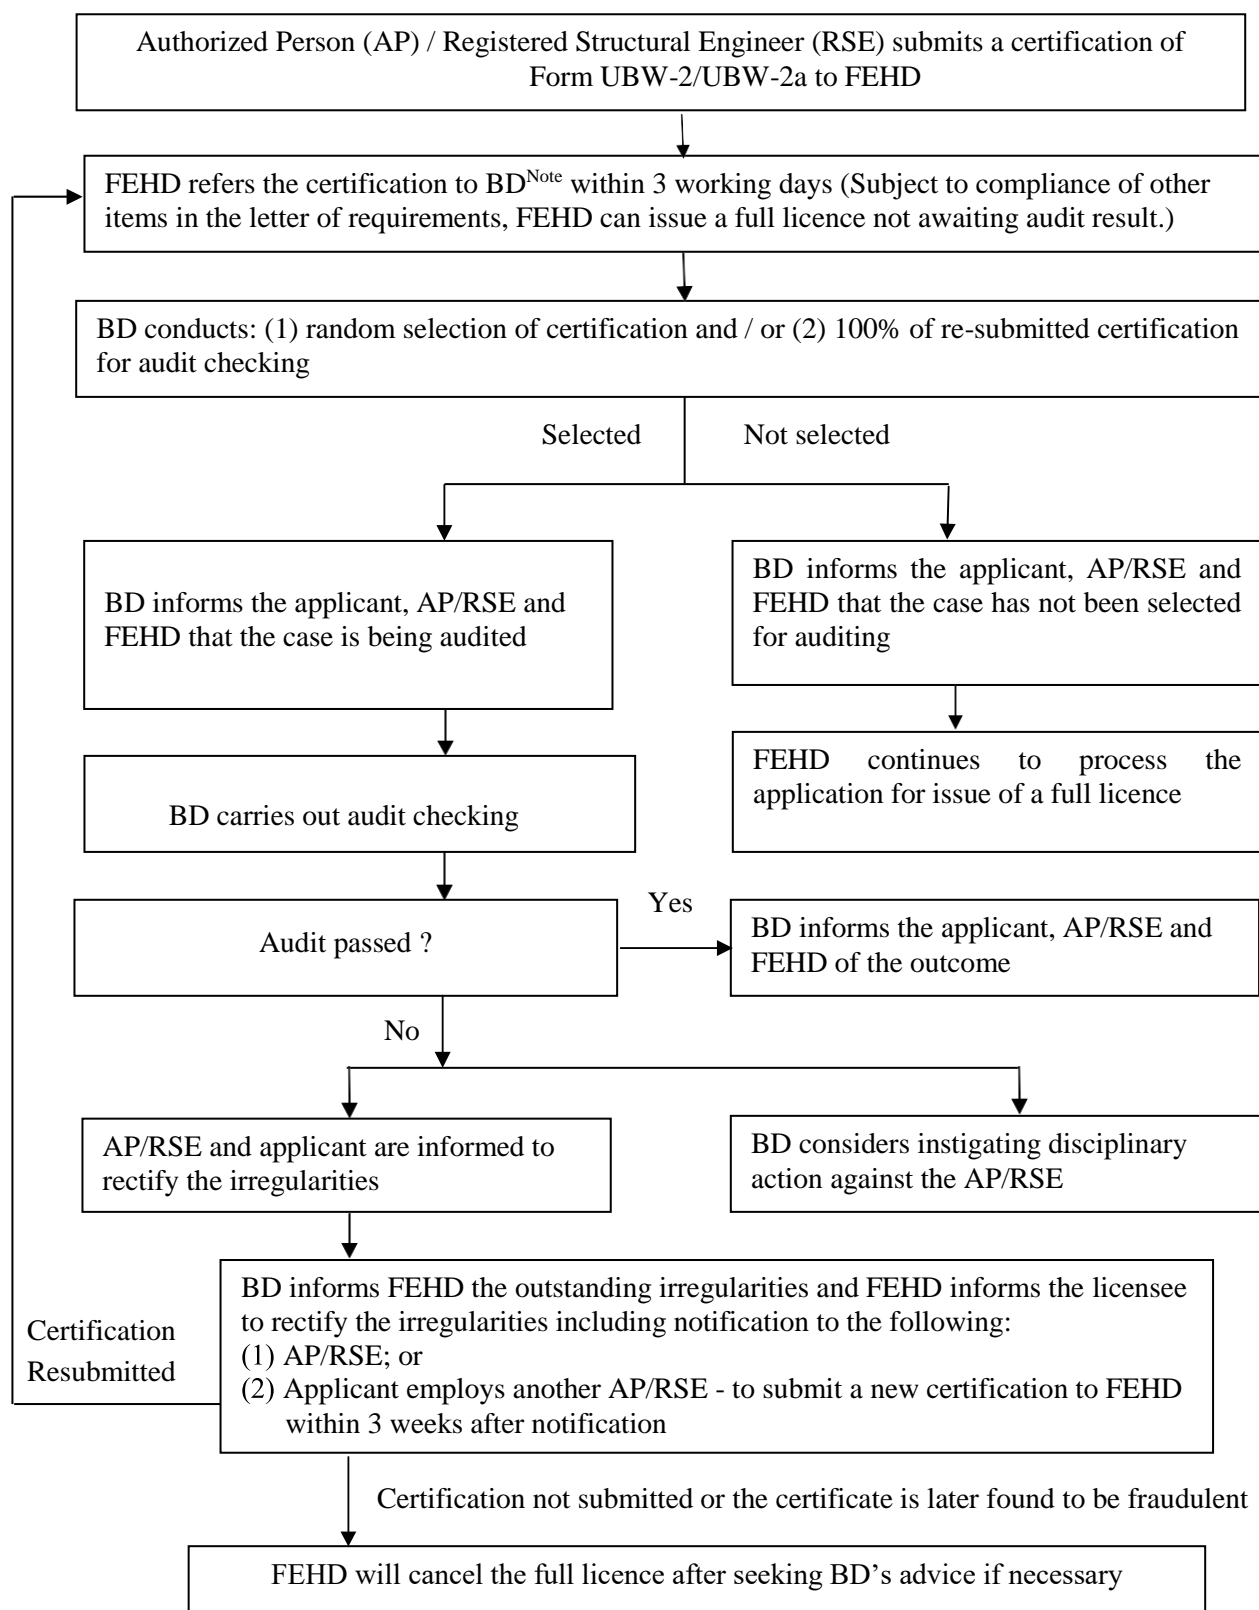 Authorized Person (AP) / Registered Structural Engineer (RSE) submits a certification of
Form UBW-2/UBW-2a to FEHD
FEHD refers the certification to BDNote within 3 working days (Subject to compliance of other
items in the letter of requirements, FEHD can issue a full licence not awaiting audit result.)
BD conducts: (1) random selection of certification and / or (2) 100% of re-submitted certification
for audit checking
Selected
Not selected
BD informs the applicant, AP/RSE and
FEHD that the case is being audited
BD informs the applicant, AP/RSE and
FEHD that the case has not been selected
for auditing
FEHD continues to process the
application for issue of a full licence
BD carries out audit checking
Audit passed ?
Yes
BD informs the applicant, AP/RSE and
FEHD of the outcome
No
AP/RSE and applicant are informed to
rectify the irregularities
BD considers instigating disciplinary
action against the AP/RSE
BD informs FEHD the outstanding irregularities and FEHD informs the licensee
to rectify the irregularities including notification to the following:
(1) AP/RSE; or
(2) Applicant employs another AP/RSE - to submit a new certification to FEHD
within 3 weeks after notification
Certification
Resubmitted
Certification not submitted or the certificate is later found to be fraudulent
FEHD will cancel the full licence after seeking BD’s advice if necessary